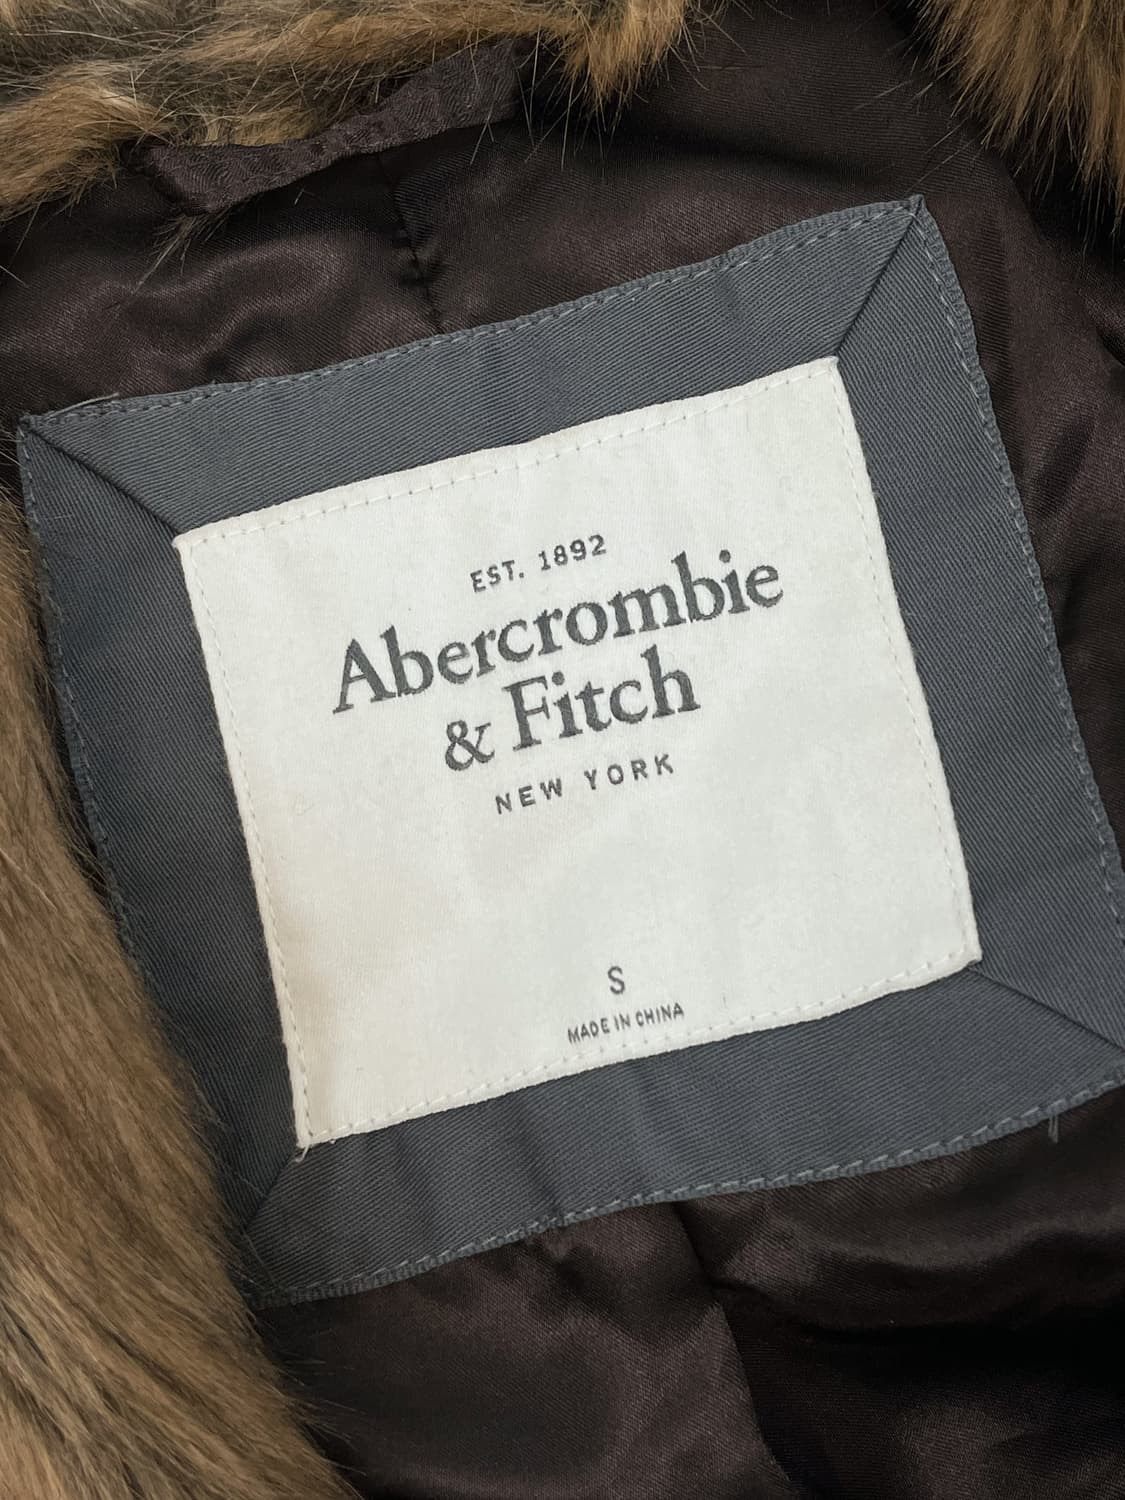 EST. 1892
Abercrombie
& Fitch
NEW YORK
S
MADE IN CHINA